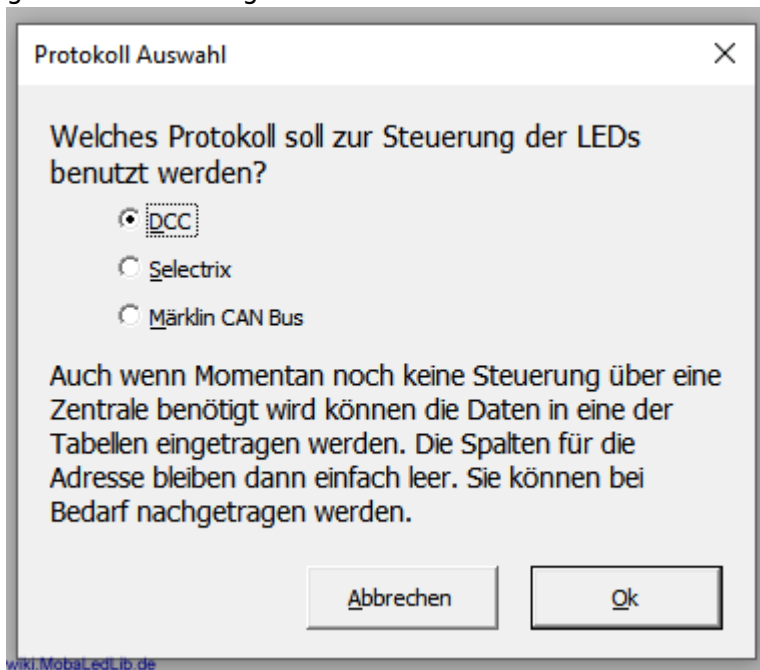 Protokoll Auswahl
Welches Protokoll soll zur Steuerung der LEDs
benutzt werden?
DCC
Selectrix
Märklin CAN Bus
Auch wenn Momentan noch keine Steuerung über eine
Zentrale benötigt wird können die Daten in eine der
Tabellen eingetragen werden. Die Spalten für die
Adresse bleiben dann einfach leer. Sie können bei
Bedarf nachgetragen werden.
Abbrechen Ok
wiki.MobaLedLib.de